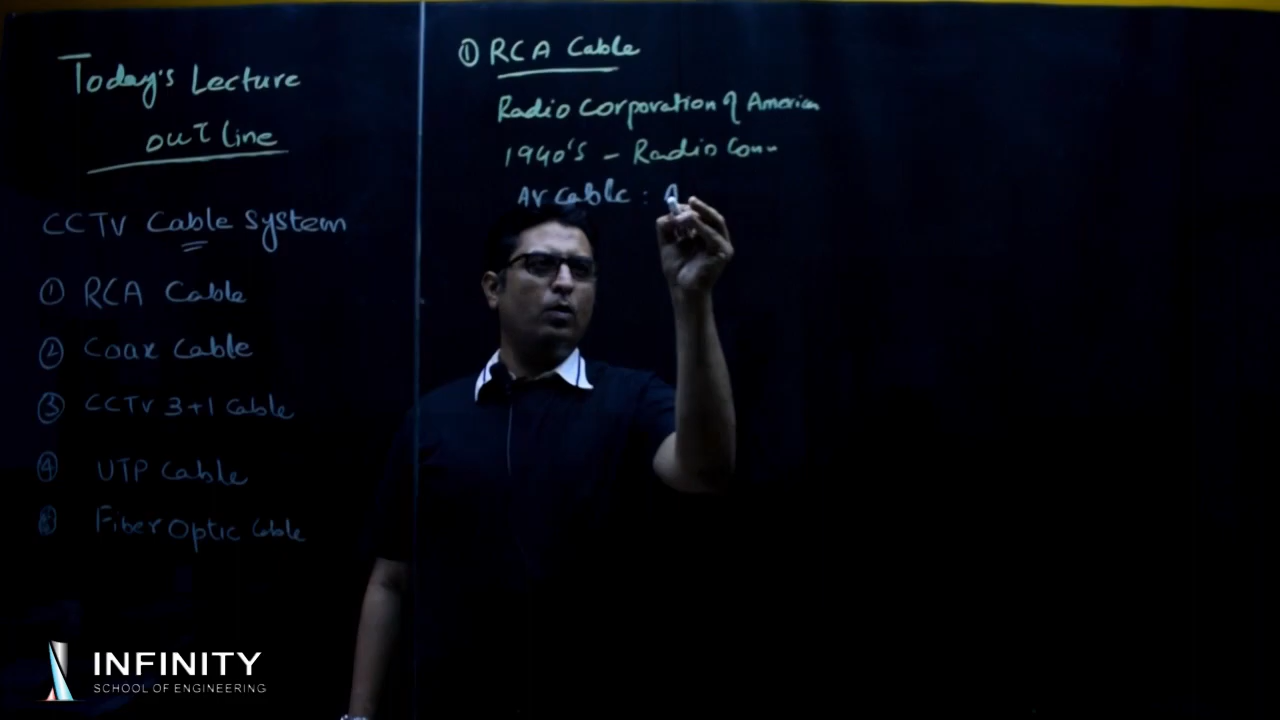 Today's Lecture
outline
CCTV Cable System
① RCA Cable
② Coax Cable
③ CCTV 3+1 Cable
④ UTP Cable
⑤ Fiber Optic Cable
① RCA Cable
Radio Corporation of American
1940's - Radio Comm
AV Cable : A
INFINITY
SCHOOL OF ENGINEERING